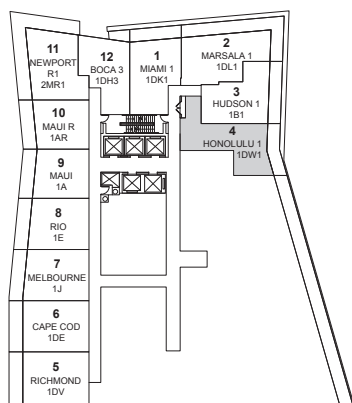 11
NEWPORT
R1
2MR1
12
BOCA 3
1DH3
1
MIAMI 1
1DK1
2
MARSALA 1
1DL1
3
HUDSON 1
1B1
4
HONOLULU 1
1DW1
10
MAUI R
1AR
9
MAUI
1A
8
RIO
1E
7
MELBOURNE
1J
6
CAPE COD
1DE
5
RICHMOND
1DV